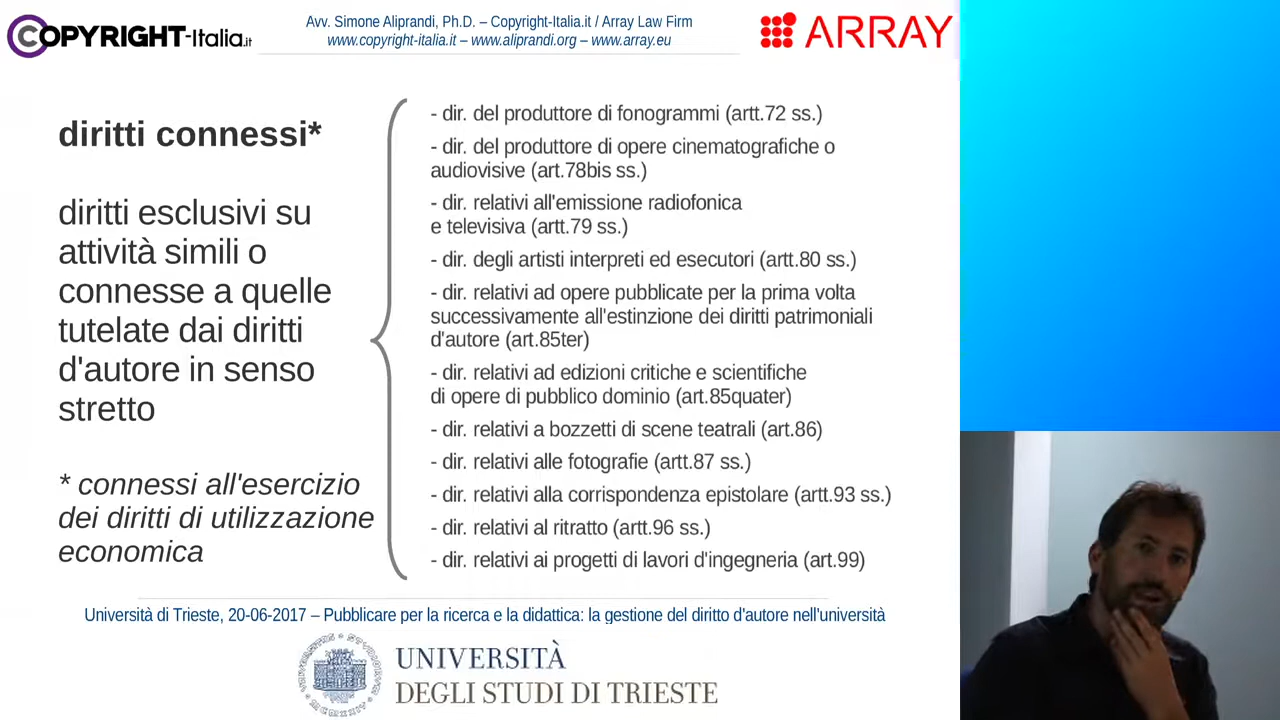 COPYRIGHT-Italia.it
Avv. Simone Aliprandi, Ph.D. – Copyright-Italia.it / Array Law Firm
www.copyright-italia.it – www.aliprandi.org – www.array.eu
ARRAY
diritti connessi*
diritti esclusivi su
attività simili o
connesse a quelle
tutelate dai diritti
d'autore in senso
stretto
* connessi all'esercizio
dei diritti di utilizzazione
economica
- dir. del produttore di fonogrammi (artt.72 ss.)
- dir. del produttore di opere cinematografiche o
audiovisive (art.78bis ss.)
- dir. relativi all'emissione radiofonica
e televisiva (artt.79 ss.)
- dir. degli artisti interpreti ed esecutori (artt.80 ss.)
- dir. relativi ad opere pubblicate per la prima volta
successivamente all'estinzione dei diritti patrimoniali
d'autore (art.85ter)
- dir. relativi ad edizioni critiche e scientifiche
di opere di pubblico dominio (art.85quater)
- dir. relativi a bozzetti di scene teatrali (art.86)
- dir. relativi alle fotografie (artt.87 ss.)
- dir. relativi alla corrispondenza epistolare (artt.93 ss.)
- dir. relativi al ritratto (artt.96 ss.)
- dir. relativi ai progetti di lavori d'ingegneria (art.99)
Università di Trieste, 20-06-2017 – Pubblicare per la ricerca e la didattica: la gestione del diritto d'autore nell'università
UNIVERSITÀ
DEGLI STUDI DI TRIESTE